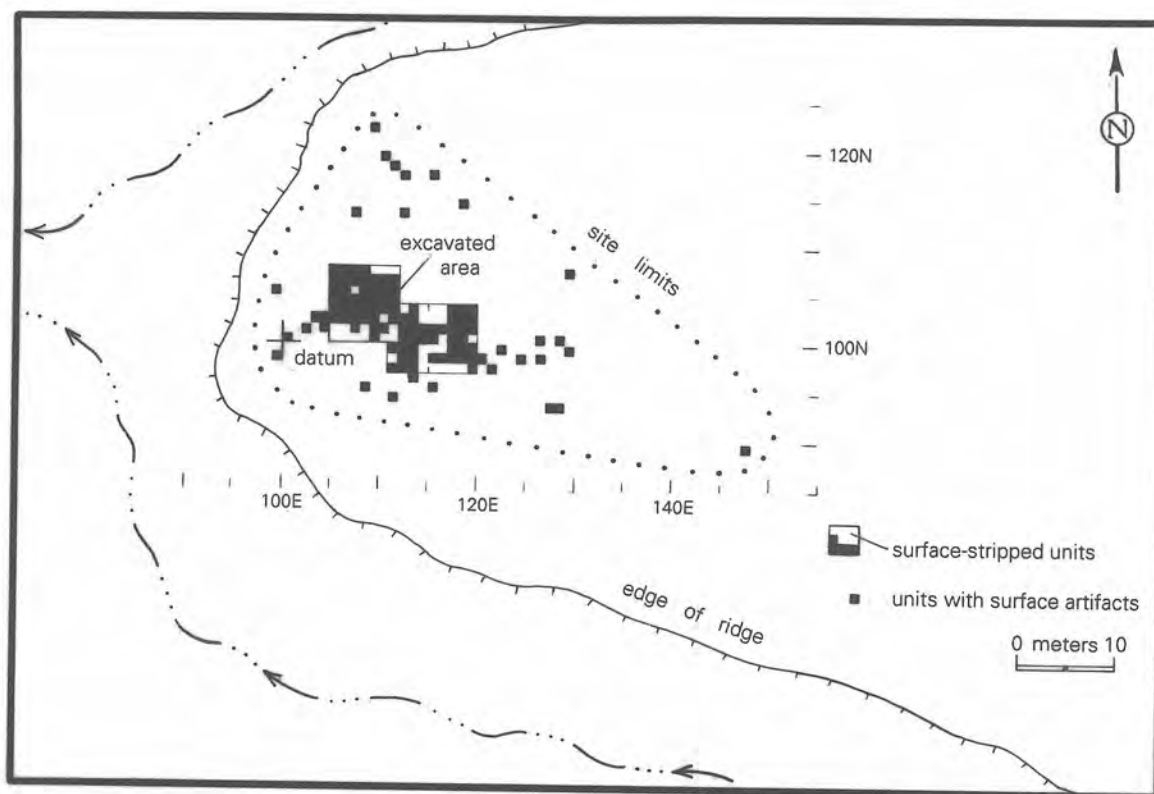 N
120N
site limits
excavated
area
100N
datum
100E
120E
140E
surface-stripped units
edge of ridge
units with surface artifacts
0 meters 10